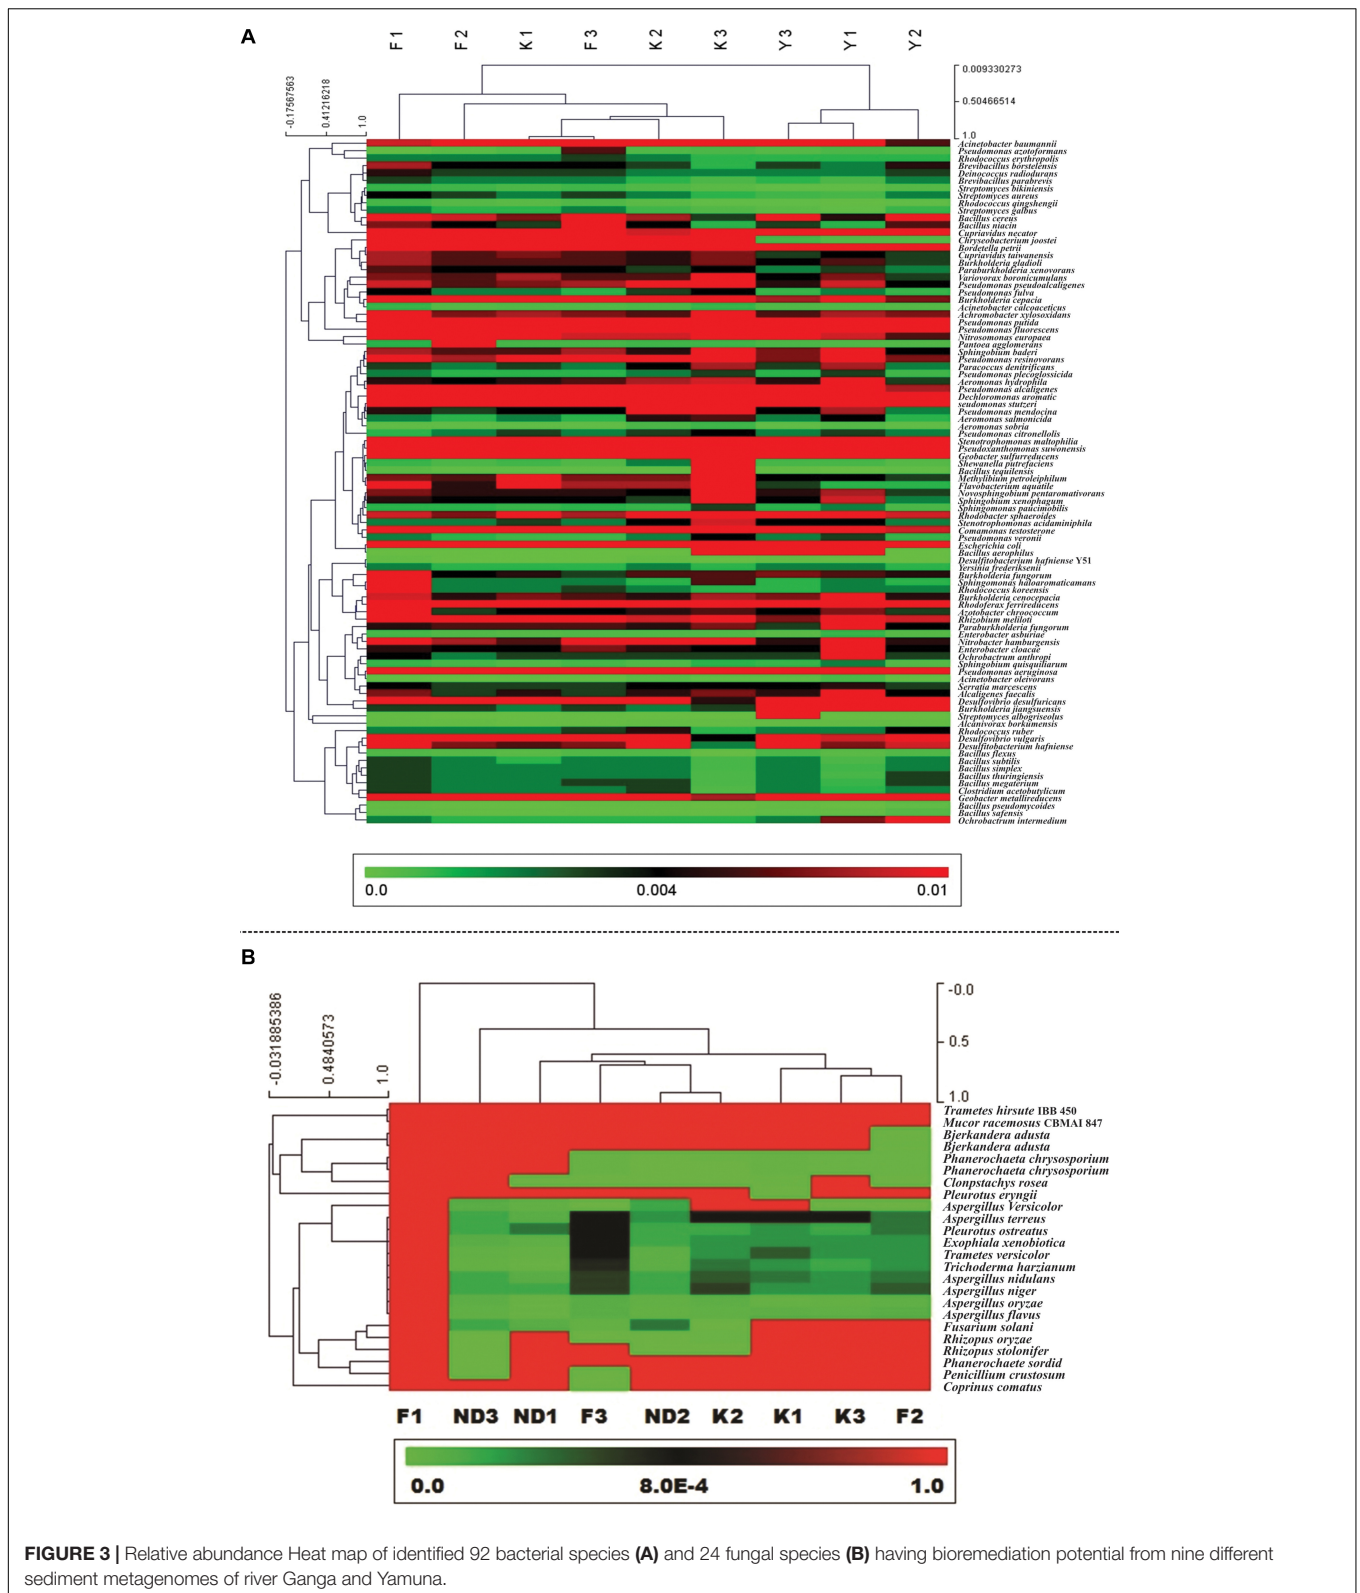 A
F1 F2 K1 F3 K2 K3 Y3 Y1 Y2
-0.17567563 0.41216218 1.0
0.009330273
0.50466514
1.0
Acinetobacter baumannii
Pseudomonas azotoformans
Rhodococcus erythropolis
Brevibacillus borstelensis
Deinococcus radiodurans
Brevibacillus parabrevis
Streptomyces bikiniensis
Streptomyces aureus
Rhodococcus qingshengii
Streptomyces galbus
Bacillus cereus
Bacillus niacin
Cupriavidus necator
Chryseobacterium joostei
Bordetella petrii
Cupriavidus taiwanensis
Burkholderia gladioli
Paraburkholderia xenovorans
Variovorax boronicumulans
Pseudomonas pseudoalcaligenes
Pseudomonas fulva
Burkholderia cepacia
Acinetobacter calcoaceticus
Achromobacter xylosoxidans
Pseudomonas putida
Pseudomonas fluorescens
Nitrosomonas europaea
Pantoea agglomerans
Sphingobium baderi
Pseudomonas resinovorans
Paracoccus denitrificans
Pseudomonas plecoglossicida
Aeromonas hydrophila
Pseudomonas alcaligenes
Dechloromonas aromatic
seudomonas stutzeri
Pseudomonas mendocina
Aeromonas salmonicida
Aeromonas sobria
Pseudomonas citronellolis
Stenotrophomonas maltophilia
Pseudoxanthomonas suwonensis
Geobacter sulfurreducens
Shewanella putrefaciens
Bacillus tequilensis
Methylibium petroleiphilum
Flavobacterium aquatile
Novosphingobium pentaromativorans
Sphingobium xenophagum
Sphingomonas paucimobilis
Rhodobacter sphaeroides
Stenotrophomonas acidaminiphila
Comamonas testosterone
Pseudomonas veronii
Escherichia coli
Bacillus aerophilus
Desulfitobacterium hafniense Y51
Yersinia frederiksenii
Burkholderia fungorum
Sphingomonas haloaromaticamans
Rhodococcus koreensis
Burkholderia cenocepacia
Rhodoferax ferrireducens
Azotobacter chroococcum
Rhizobium meliloti
Paraburkholderia fungorum
Enterobacter asburiae
Nitrobacter hamburgensis
Enterobacter cloacae
Ochrobactrum anthropi
Sphingobium quisquiliarum
Pseudomonas aeruginosa
Acinetobacter oleivorans
Serratia marcescens
Alcaligenes faecalis
Desulfovibrio desulfuricans
Burkholderia jiangsuensis
Streptomyces albogriseolus
Alcanivorax borkumensis
Rhodococcus ruber
Desulfovibrio vulgaris
Desulfitobacterium hafniense
Bacillus flexus
Bacillus subtilis
Bacillus simplex
Bacillus thuringiensis
Bacillus megaterium
Clostridium acetobutylicum
Geobacter metallireducens
Bacillus pseudomycoides
Bacillus safensis
Ochrobactrum intermedium
0.0 0.004 0.01
B
-0.031885386 0.4840573 1.0
-0.0
0.5
1.0
Trametes hirsute IBB 450
Mucor racemosus CBMAI 847
Bjerkandera adusta
Bjerkandera adusta
Phanerochaeta chrysosporium
Phanerochaeta chrysosporium
Clonpstachys rosea
Pleurotus eryngii
Aspergillus Versicolor
Aspergillus terreus
Pleurotus ostreatus
Exophiala xenobiotica
Trametes versicolor
Trichoderma harzianum
Aspergillus nidulans
Aspergillus niger
Aspergillus oryzae
Aspergillus flavus
Fusarium solani
Rhizopus oryzae
Rhizopus stolonifer
Phanerochaete sordid
Penicillium crustosum
Coprinus comatus
F1 ND3 ND1 F3 ND2 K2 K1 K3 F2
0.0 8.0E-4 1.0
FIGURE 3 | Relative abundance Heat map of identified 92 bacterial species (A) and 24 fungal species (B) having bioremediation potential from nine different
sediment metagenomes of river Ganga and Yamuna.